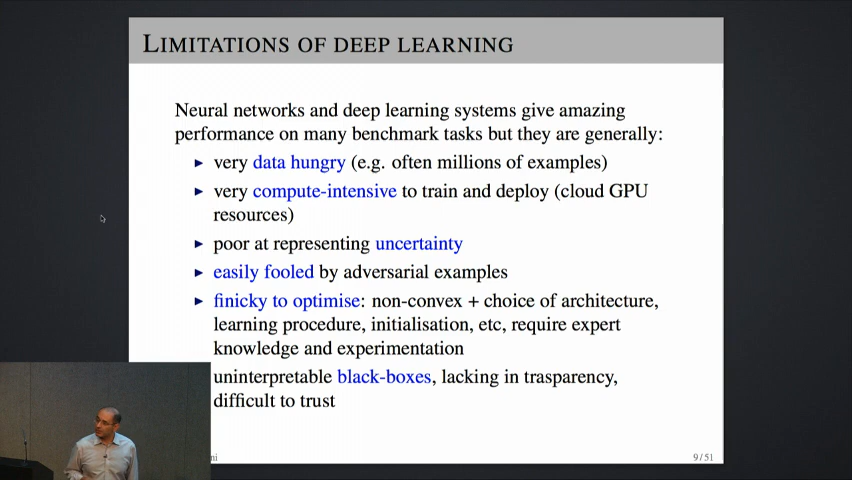 LIMITATIONS OF DEEP LEARNING
Neural networks and deep learning systems give amazing
performance on many benchmark tasks but they are generally:
▸ very data hungry (e.g. often millions of examples)
▸ very compute-intensive to train and deploy (cloud GPU
resources)
▸ poor at representing uncertainty
▸ easily fooled by adversarial examples
▸ finicky to optimise: non-convex + choice of architecture,
learning procedure, initialisation, etc, require expert
knowledge and experimentation
uninterpretable black-boxes, lacking in trasparency,
difficult to trust
ni
9 / 51